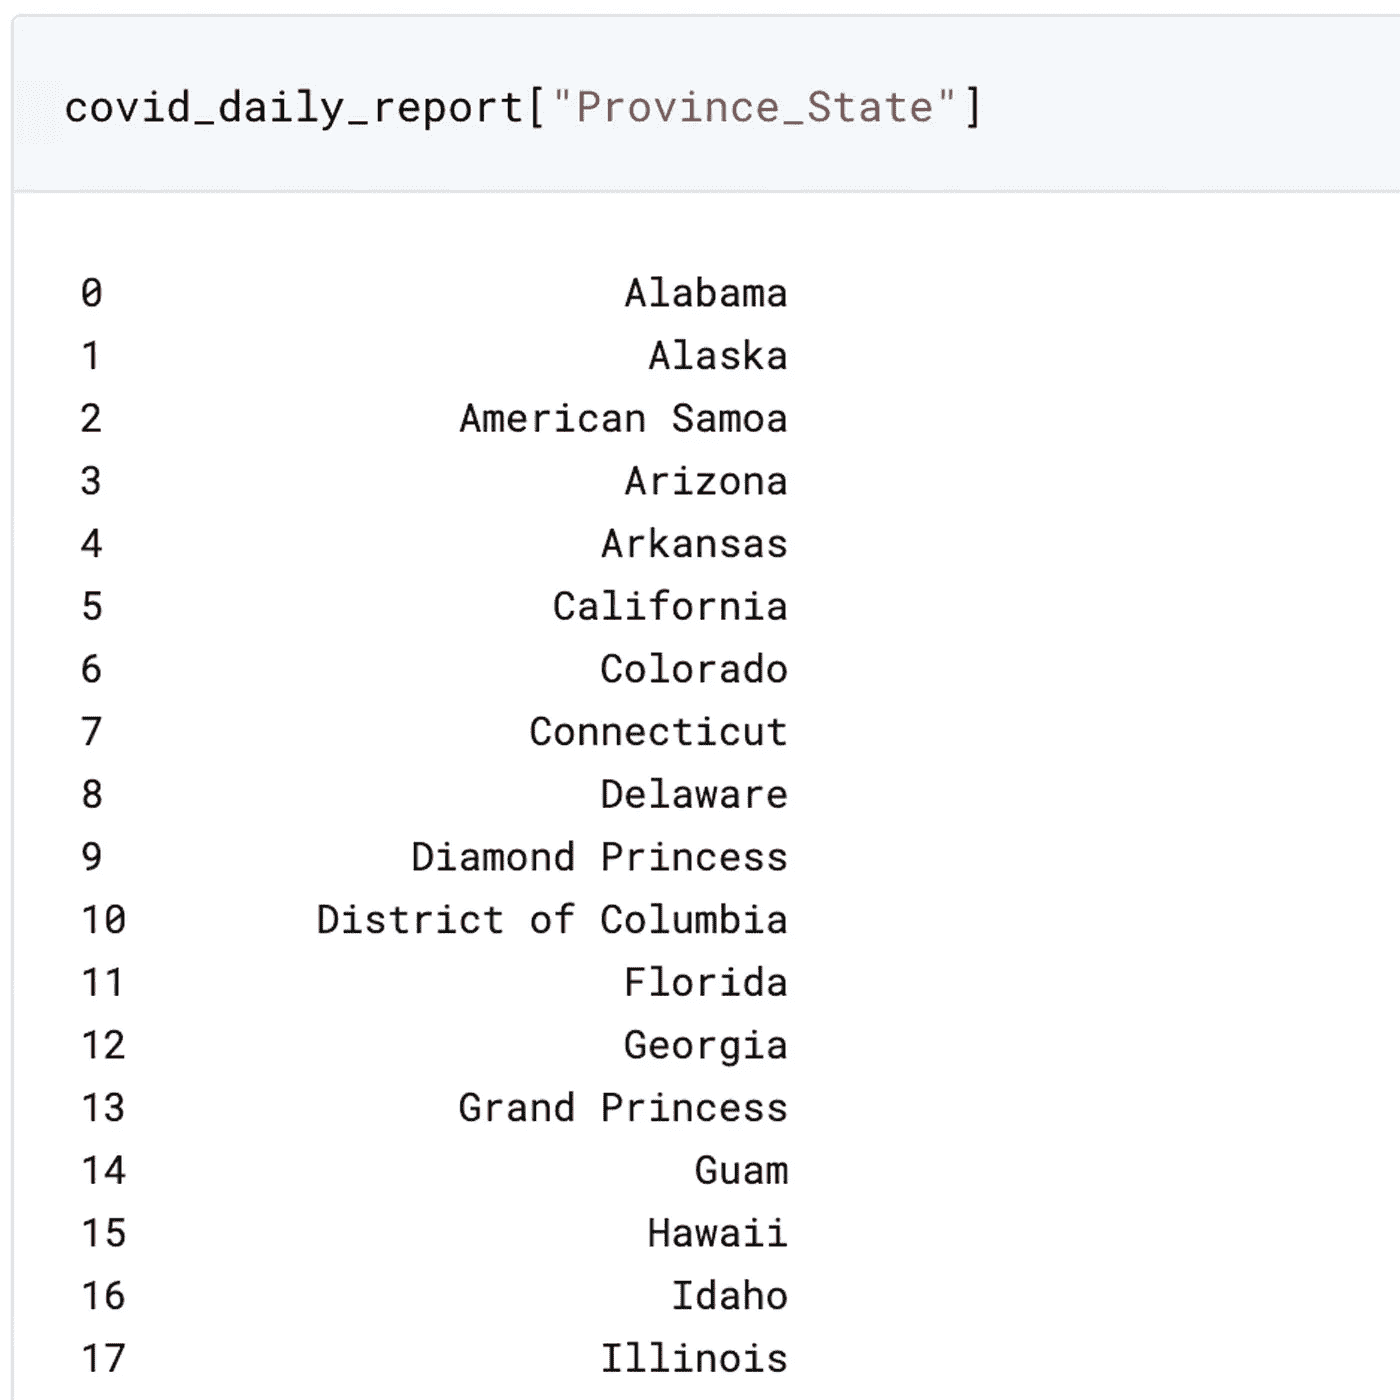 covid_daily_report["Province_State"]
0 Alabama
1 Alaska
2 American Samoa
3 Arizona
4 Arkansas
5 California
6 Colorado
7 Connecticut
8 Delaware
9 Diamond Princess
10 District of Columbia
11 Florida
12 Georgia
13 Grand Princess
14 Guam
15 Hawaii
16 Idaho
17 Illinois